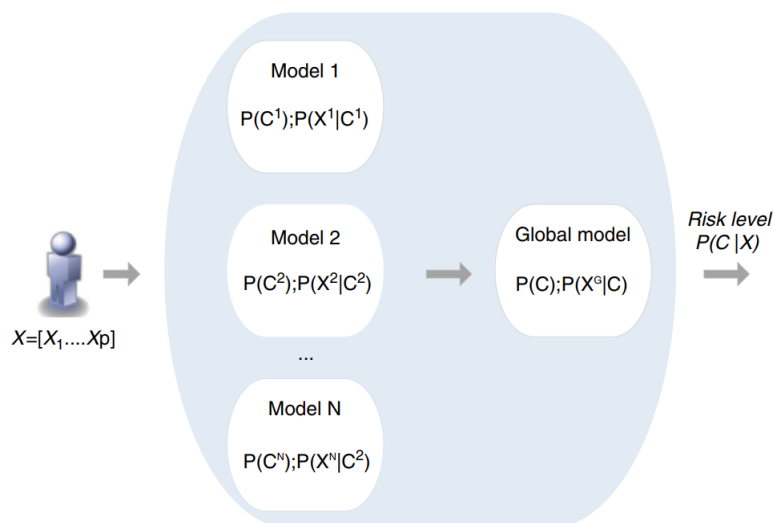 Model 1
P(C¹);P(X¹|C¹)
Model 2
P(C²);P(X²|C²)
...
Model N
P(Cᴺ);P(Xᴺ|C²)
X=[X₁....Xp]
Global model
P(C);P(Xᴳ|C)
Risk level
P(C |X)